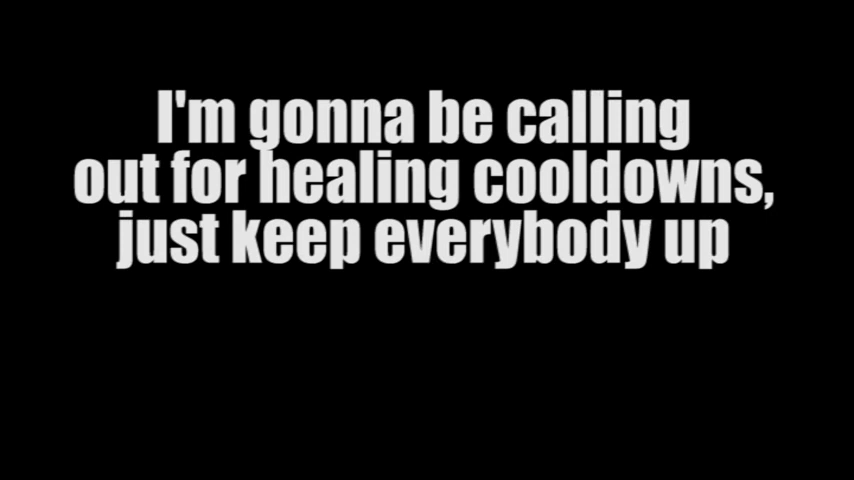 I'm gonna be calling
out for healing cooldowns,
just keep everybody up